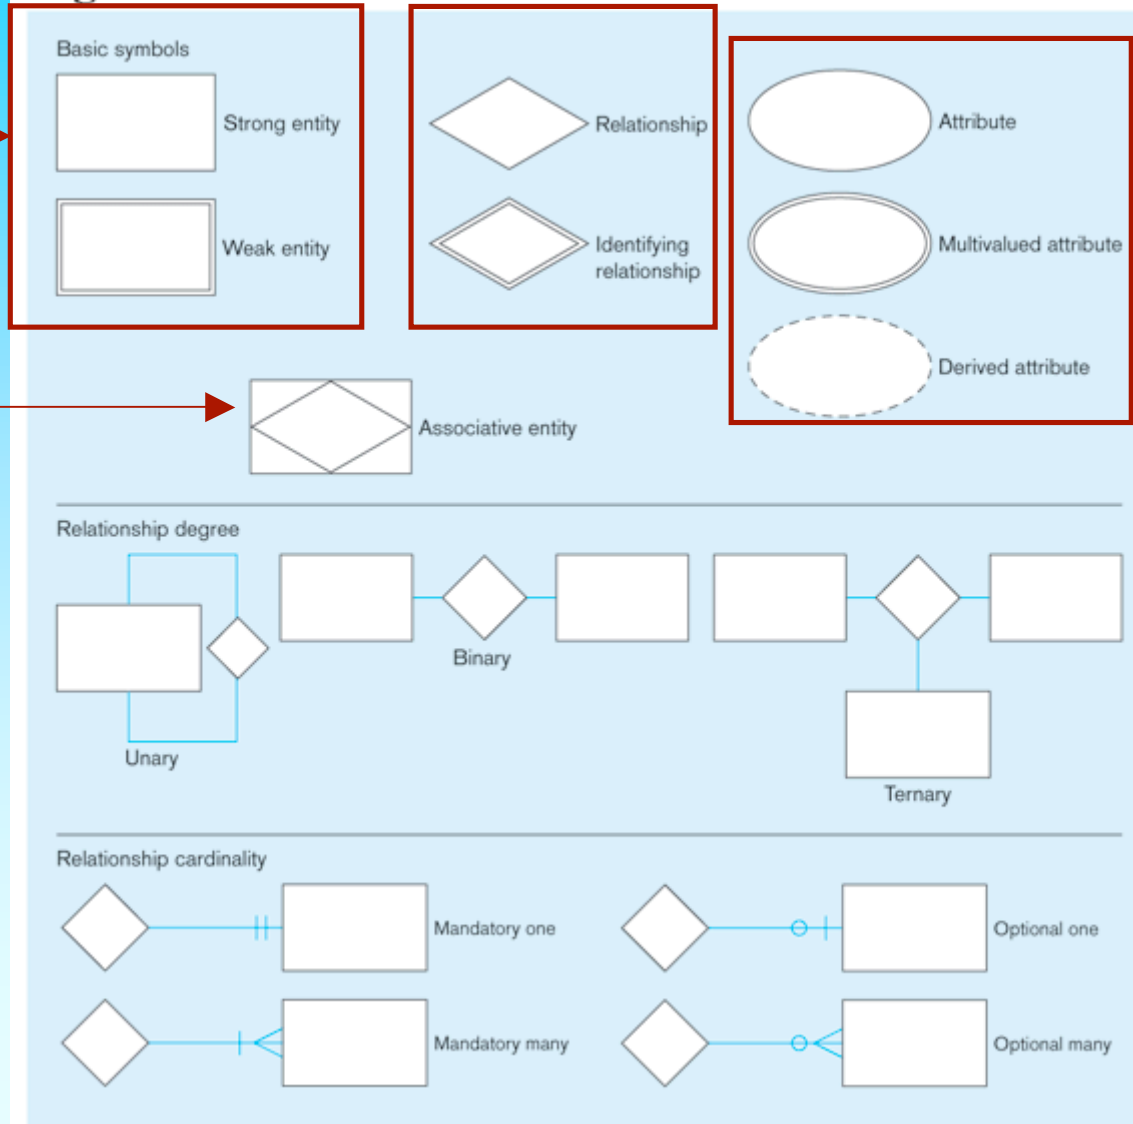 Basic symbols
Strong entity
Relationship
Attribute
Weak entity
Identifying
relationship
Multivalued attribute
Derived attribute
Associative entity
Relationship degree
Unary
Binary
Ternary
Relationship cardinality
Mandatory one
Optional one
Mandatory many
Optional many